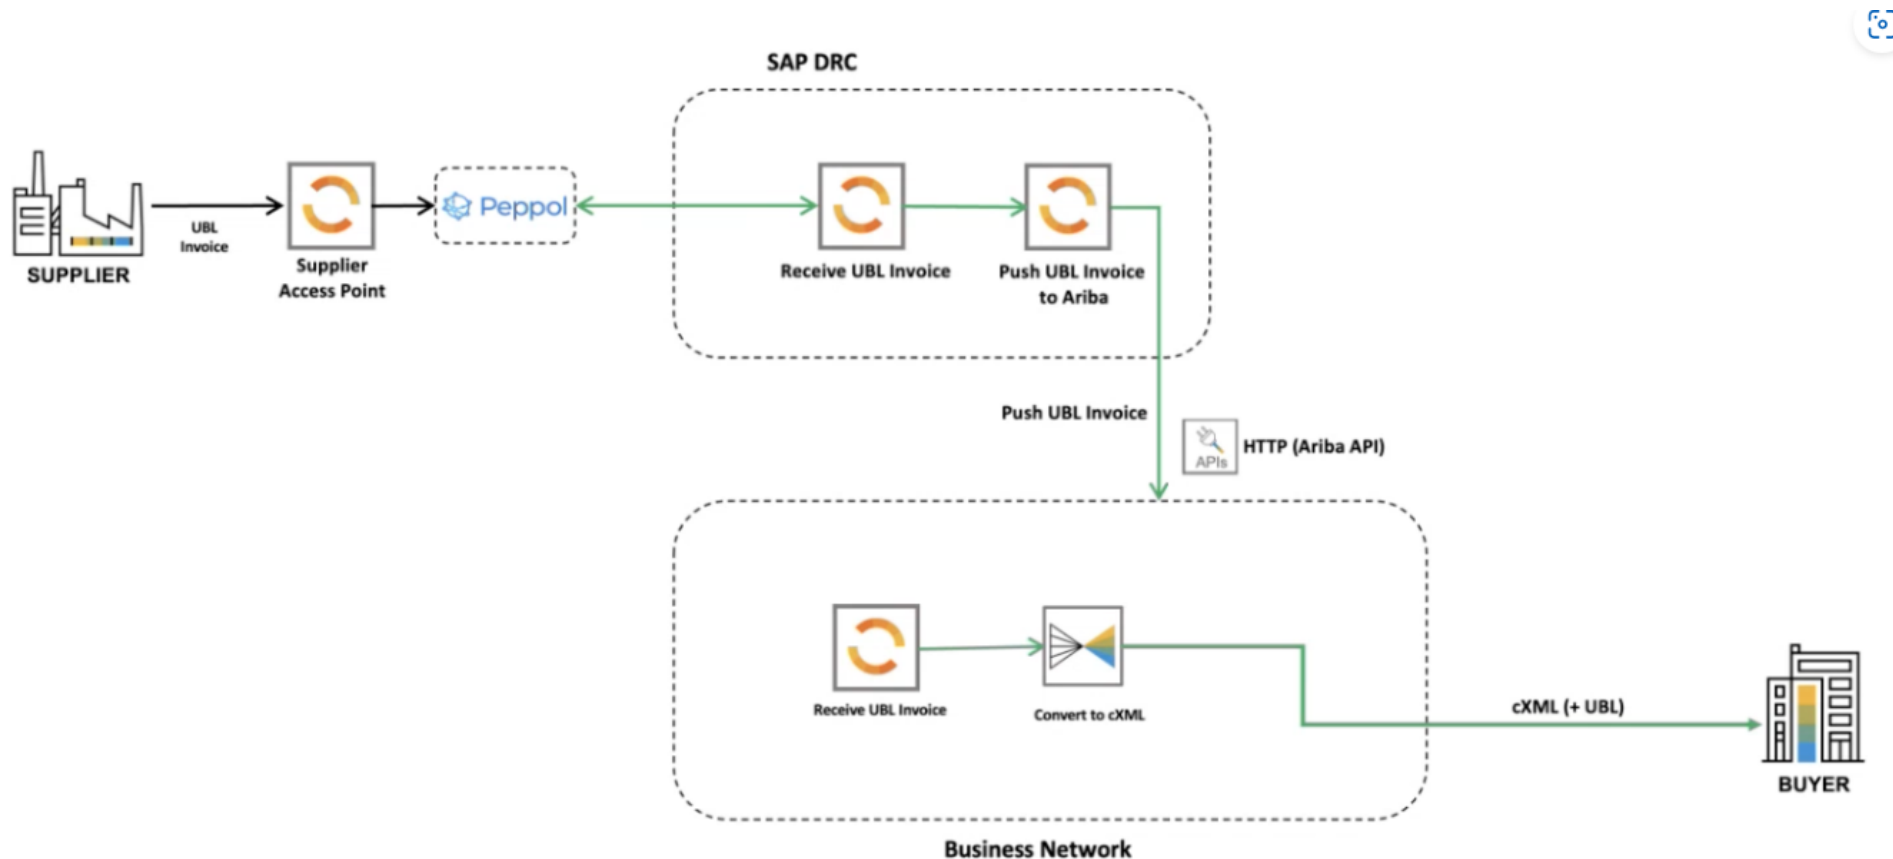 SAP DRC
Peppol
UBL
Invoice
SUPPLIER
Supplier
Access Point
Receive UBL Invoice
Push UBL Invoice
to Ariba
Push UBL Invoice
APIs
HTTP (Ariba API)
Receive UBL Invoice
Convert to cXML
cXML (+ UBL)
BUYER
Business Network